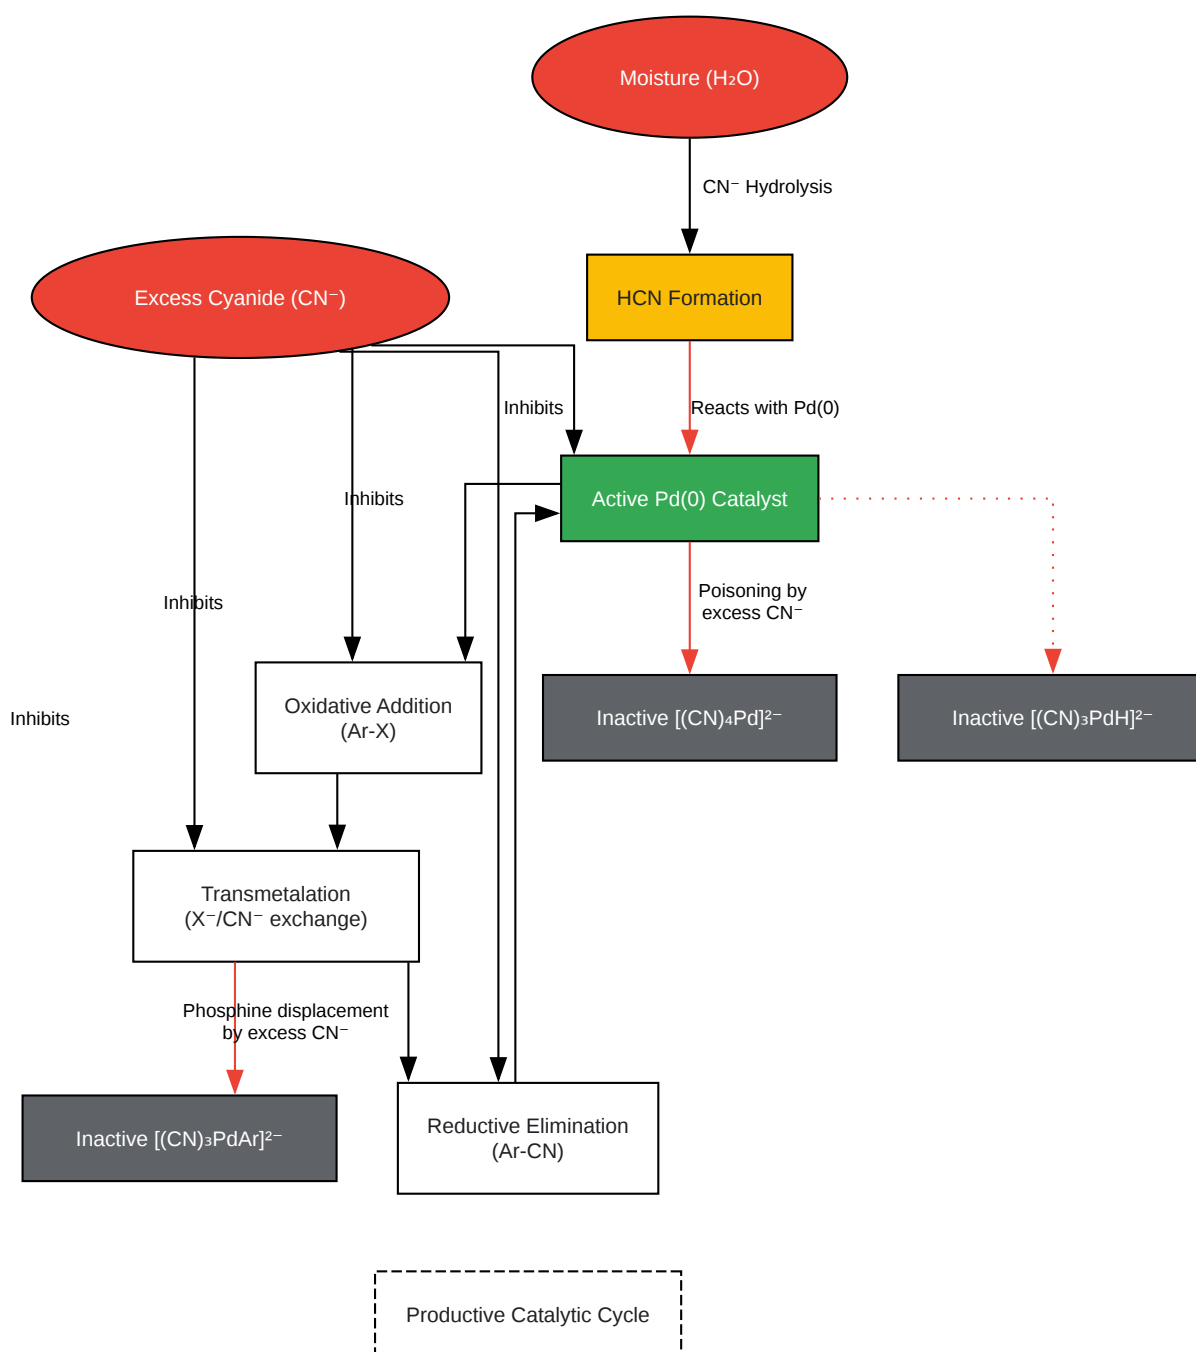 Moisture (H₂O)
CN⁻ Hydrolysis
Excess Cyanide (CN⁻)
HCN Formation
Inhibits
Reacts with Pd(0)
Inhibits
Active Pd(0) Catalyst
Inhibits
Poisoning by
excess CN⁻
Inhibits
Oxidative Addition
(Ar-X)
Inactive [(CN)₄Pd]²⁻
Inactive [(CN)₃PdH]²⁻
Transmetalation
(X⁻/CN⁻ exchange)
Phosphine displacement
by excess CN⁻
Inactive [(CN)₃PdAr]²⁻
Reductive Elimination
(Ar-CN)
Productive Catalytic Cycle